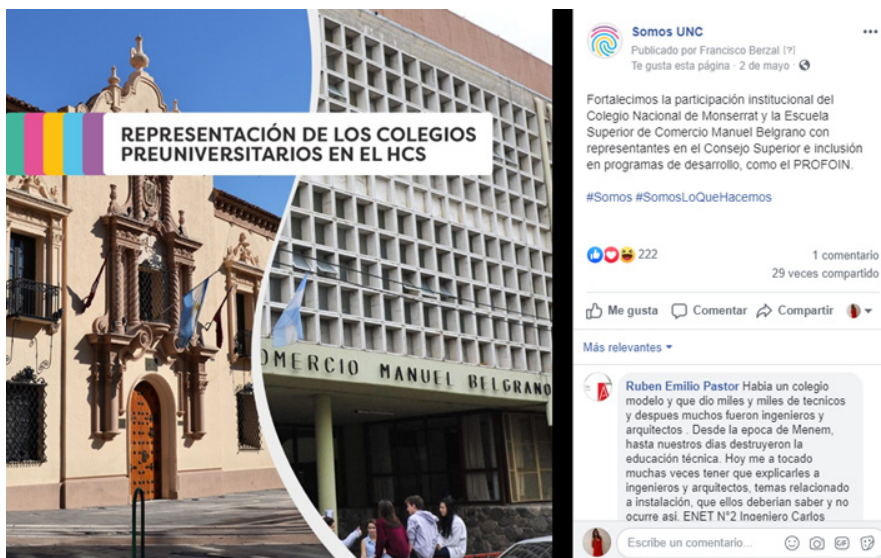 REPRESENTACIÓN DE LOS COLEGIOS
PREUNIVERSITARIOS EN EL HCS
OMERCIO MANUEL BELGRANO
Somos UNC
Publicado por Francisco Berzal [?]
Te gusta esta página · 2 de mayo ·
Fortalecimos la participación institucional del
Colegio Nacional de Monserrat y la Escuela
Superior de Comercio Manuel Belgrano con
representantes en el Consejo Superior e inclusión
en programas de desarrollo, como el PROFOIN.
#Somos #SomosLoQueHacemos
222
1 comentario
29 veces compartido
Me gusta Comentar Compartir
Más relevantes
Ruben Emilio Pastor Habia un colegio
modelo y que dio miles y miles de tecnicos
y despues muchos fueron ingenieros y
arquitectos . Desde la epoca de Menem,
hasta nuestros dias destruyeron la
educación técnica. Hoy me a tocado
muchas veces tener que explicarles a
ingenieros y arquitectos, temas relacionado
a instalación, que ellos deberian saber y no
ocurre asi. ENET N°2 Ingeniero Carlos
Escribe un comentario...
GIF